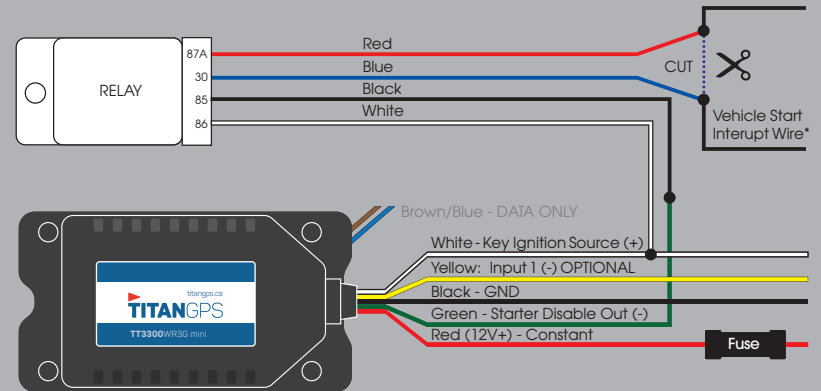 RELAY
87A
30
85
86
Red
Blue
Black
White
CUT
Vehicle Start
Interupt Wire*
Brown/Blue - DATA ONLY
White - Key Ignition Source (+)
Yellow: Input 1 (-) OPTIONAL
Black - GND
Green - Starter Disable Out (-)
Red (12V+) - Constant
Fuse
titangps.ca
TITANGPS
TT3300WR3G mini